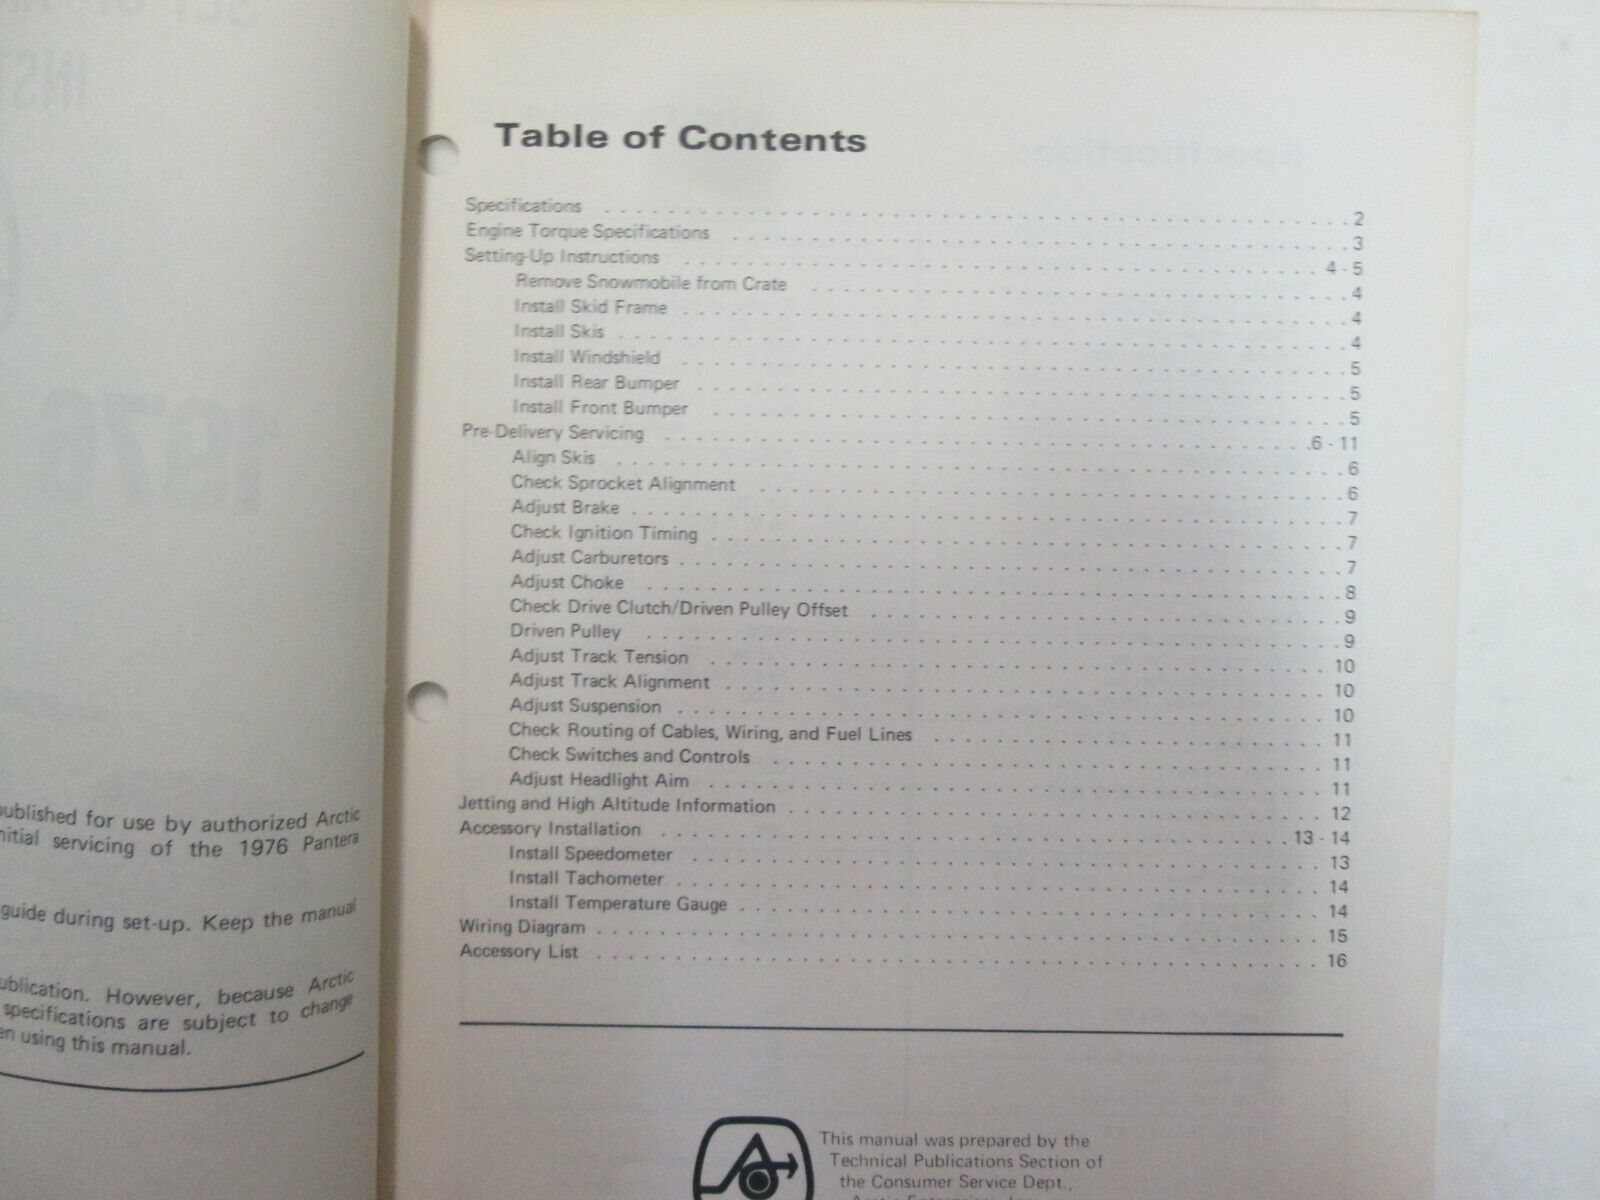 INST
1976
published for use by authorized Arctic
initial servicing of the 1976 Pantera
guide during set-up. Keep the manual
publication. However, because Arctic
specifications are subject to change
using this manual.
Table of Contents
Specifications 2
Engine Torque Specifications 3
Setting-Up Instructions 4 - 5
Remove Snowmobile from Crate 4
Install Skid Frame 4
Install Skis 4
Install Windshield 5
Install Rear Bumper 5
Install Front Bumper 5
Pre-Delivery Servicing 6 - 11
Align Skis 6
Check Sprocket Alignment 6
Adjust Brake 7
Check Ignition Timing 7
Adjust Carburetors 7
Adjust Choke 8
Check Drive Clutch/Driven Pulley Offset 9
Driven Pulley 9
Adjust Track Tension 10
Adjust Track Alignment 10
Adjust Suspension 10
Check Routing of Cables, Wiring, and Fuel Lines 11
Check Switches and Controls 11
Adjust Headlight Aim 11
Jetting and High Altitude Information 12
Accessory Installation 13 - 14
Install Speedometer 13
Install Tachometer 14
Install Temperature Gauge 14
Wiring Diagram 15
Accessory List 16
This manual was prepared by the
Technical Publications Section of
the Consumer Service Dept.,